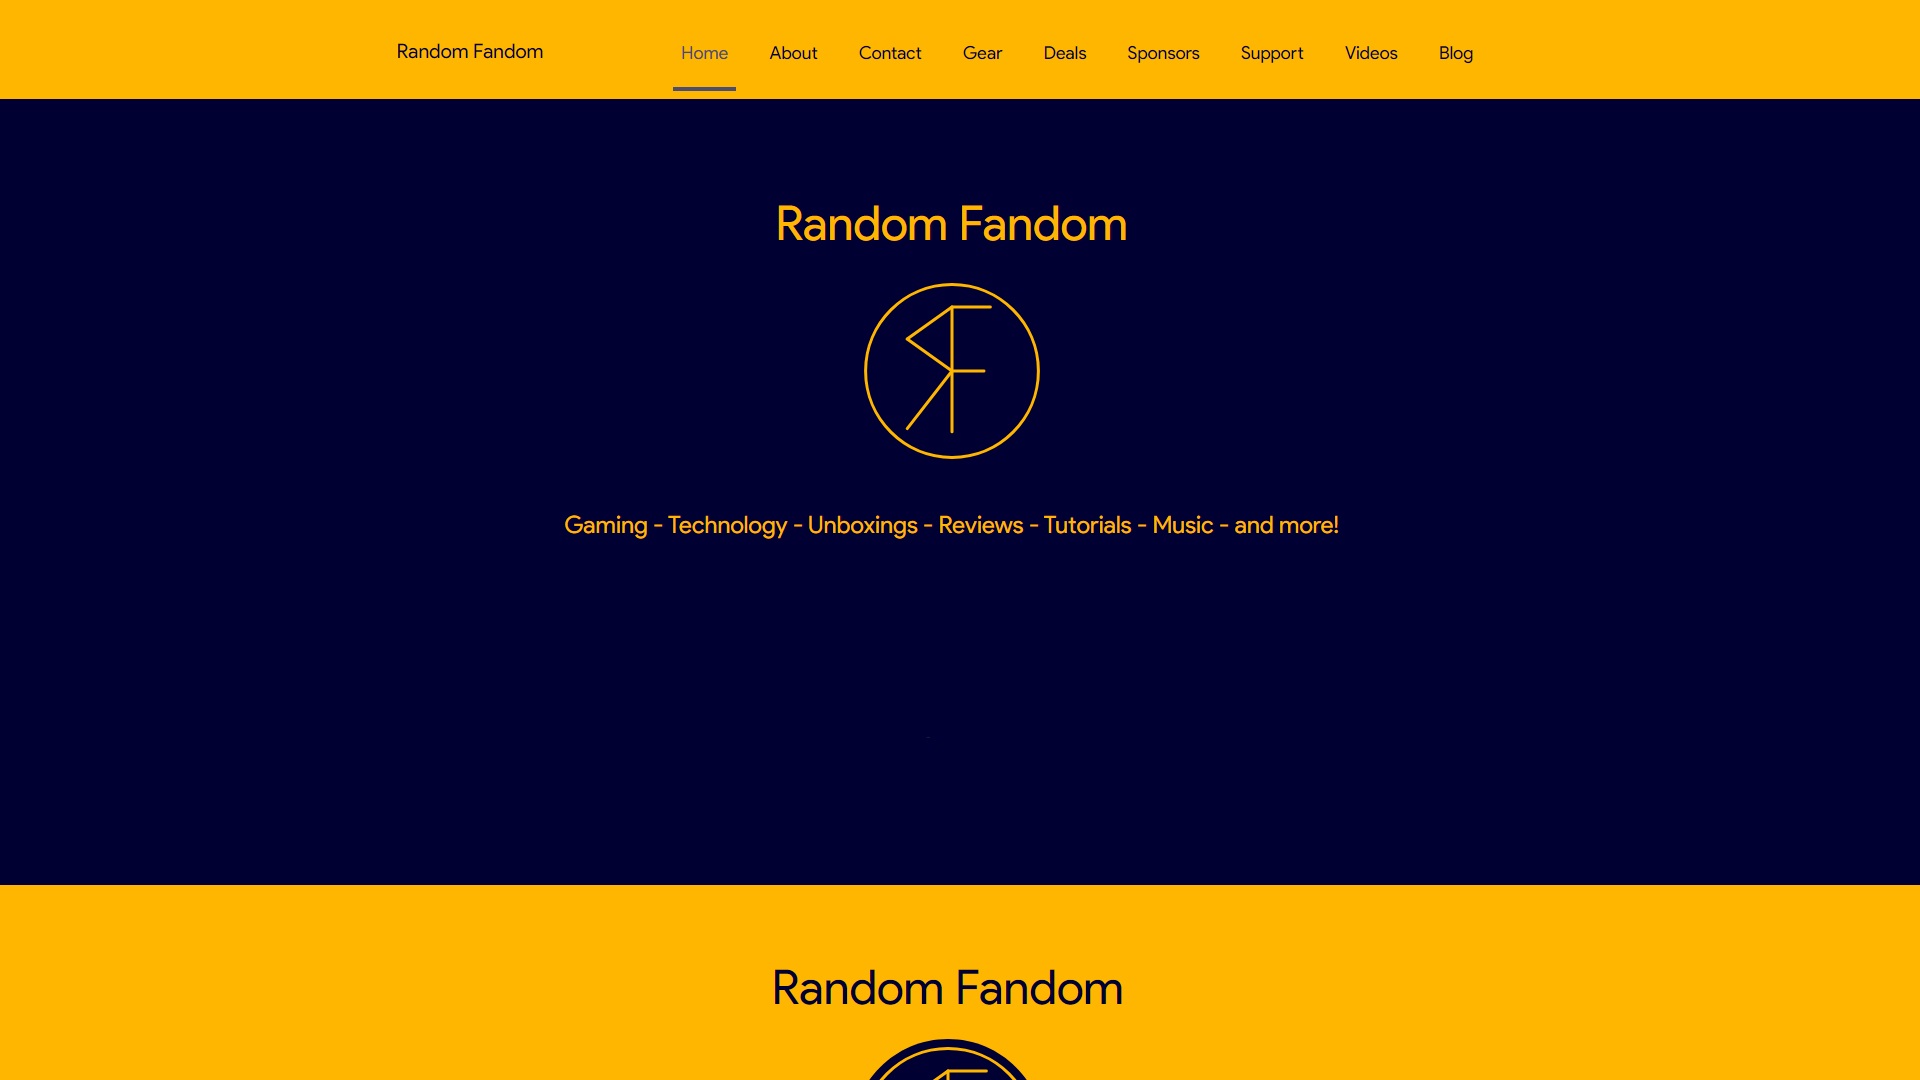 Random Fandom
Home About Contact Gear Deals Sponsors Support Videos Blog
Random Fandom
RF
Gaming - Technology - Unboxings - Reviews - Tutorials - Music - and more!
Random Fandom